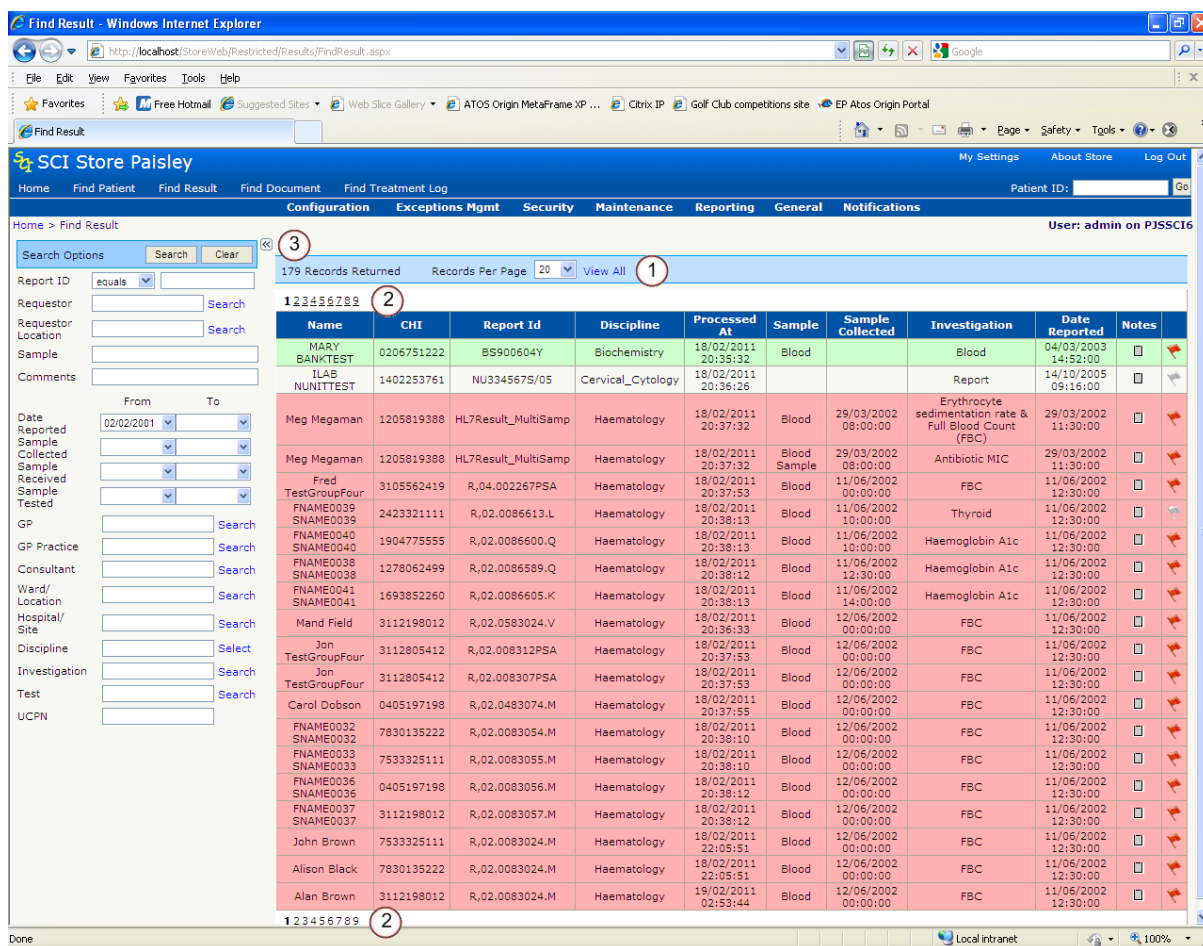 Find Result - Windows Internet Explorer
http://localhost/StoreWeb/Restricted/Results/FindResult.aspx Google
File Edit View Favorites Tools Help
Favorites Free Hotmail Suggested Sites Web Slice Gallery ATOS Origin MetaFrame XP ... Citrix IP Golf Club competitions site EP Atos Origin Portal
Find Result Page Safety Tools
SCI Store Paisley My Settings About Store Log Out
Home Find Patient Find Result Find Document Find Treatment Log Patient ID: Go
Configuration Exceptions Mgmt Security Maintenance Reporting General Notifications
Home > Find Result User: admin on PJSSCI6
Search Options Search Clear
Report ID equals
Requestor Search
Requestor Location Search
Sample
Comments
From To
Date Reported 02/02/2001
Sample Collected
Sample Received
Sample Tested
GP Search
GP Practice Search
Consultant Search
Ward/ Location Search
Hospital/ Site Search
Discipline Select
Investigation Search
Test Search
UCPN
3
179 Records Returned Records Per Page 20 View All 1
123456789 2
Name CHI Report Id Discipline Processed At Sample Sample Collected Investigation Date Reported Notes
MARY BANKTEST 0206751222 BS900604Y Biochemistry 18/02/2011 20:35:32 Blood Blood 04/03/2003 14:52:00
ILAB NUNITTEST 1402253761 NU334567S/05 Cervical_Cytology 18/02/2011 20:36:26 Report 14/10/2005 09:16:00
Meg Megaman 1205819388 HL7Result_MultiSamp Haematology 18/02/2011 20:37:32 Blood 29/03/2002 08:00:00 Erythrocyte sedimentation rate & Full Blood Count (FBC) 29/03/2002 11:30:00
Meg Megaman 1205819388 HL7Result_MultiSamp Haematology 18/02/2011 20:37:32 Blood Sample 29/03/2002 08:00:00 Antibiotic MIC 29/03/2002 11:30:00
Fred TestGroupFour 3105562419 R,04.002267PSA Haematology 18/02/2011 20:37:53 Blood 11/06/2002 00:00:00 FBC 11/06/2002 12:30:00
FNAME0039 SNAME0039 2423321111 R,02.0086613.L Haematology 18/02/2011 20:38:13 Blood 11/06/2002 10:00:00 Thyroid 11/06/2002 12:30:00
FNAME0040 SNAME0040 1904775555 R,02.0086600.Q Haematology 18/02/2011 20:38:13 Blood 11/06/2002 10:00:00 Haemoglobin A1c 11/06/2002 12:30:00
FNAME0038 SNAME0038 1278062499 R,02.0086589.Q Haematology 18/02/2011 20:38:12 Blood 11/06/2002 12:30:00 Haemoglobin A1c 11/06/2002 12:30:00
FNAME0041 SNAME0041 1693852260 R,02.0086605.K Haematology 18/02/2011 20:38:13 Blood 11/06/2002 14:00:00 Haemoglobin A1c 11/06/2002 12:30:00
Mand Field 3112198012 R,02.0583024.V Haematology 18/02/2011 20:36:33 Blood 12/06/2002 00:00:00 FBC 11/06/2002 12:30:00
Jon TestGroupFour 3112805412 R,02.008312PSA Haematology 18/02/2011 20:37:53 Blood 12/06/2002 00:00:00 FBC 11/06/2002 12:30:00
Jon TestGroupFour 3112805412 R,02.008307PSA Haematology 18/02/2011 20:37:53 Blood 12/06/2002 00:00:00 FBC 11/06/2002 12:30:00
Carol Dobson 0405197198 R,02.0483074.M Haematology 18/02/2011 20:37:55 Blood 12/06/2002 00:00:00 FBC 11/06/2002 12:30:00
FNAME0032 SNAME0032 7830135222 R,02.0083054.M Haematology 18/02/2011 20:38:10 Blood 12/06/2002 00:00:00 FBC 11/06/2002 12:30:00
FNAME0033 SNAME0033 7533325111 R,02.0083055.M Haematology 18/02/2011 20:38:10 Blood 12/06/2002 00:00:00 FBC 11/06/2002 12:30:00
FNAME0036 SNAME0036 0405197198 R,02.0083056.M Haematology 18/02/2011 20:38:12 Blood 12/06/2002 00:00:00 FBC 11/06/2002 12:30:00
FNAME0037 SNAME0037 3112198012 R,02.0083057.M Haematology 18/02/2011 20:38:12 Blood 12/06/2002 00:00:00 FBC 11/06/2002 12:30:00
John Brown 7533325111 R,02.0083024.M Haematology 18/02/2011 22:05:51 Blood 12/06/2002 00:00:00 FBC 11/06/2002 12:30:00
Alison Black 7830135222 R,02.0083024.M Haematology 18/02/2011 22:05:51 Blood 12/06/2002 00:00:00 FBC 11/06/2002 12:30:00
Alan Brown 3112198012 R,02.0083024.M Haematology 19/02/2011 02:53:44 Blood 12/06/2002 00:00:00 FBC 11/06/2002 12:30:00
123456789 2
Done Local intranet 100%